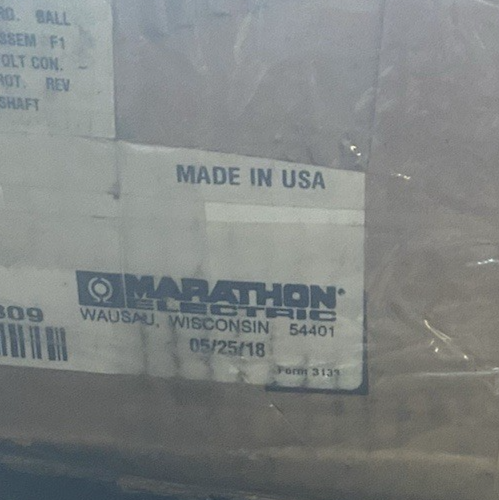 RO. BALL
SSEM F1
OLT CON.
ROT. REV
SHAFT
MADE IN USA
MARATHON
ELECTRIC
WAUSAU, WISCONSIN 54401
309
05/25/18
Form 3133